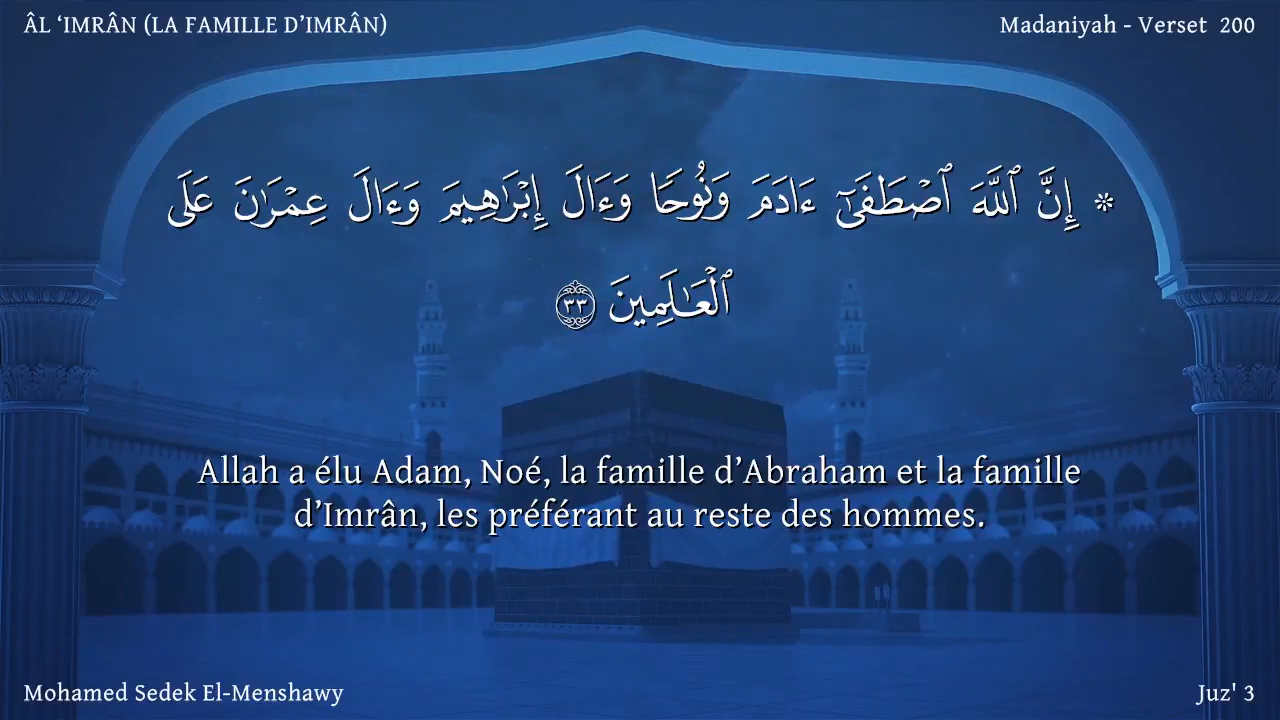 ÂL ‘IMRÂN (LA FAMILLE D’IMRÂN)
Madaniyah - Verset 200
۞ إِنَّ ٱللَّهَ ٱصْطَفَىٰٓ ءَادَمَ وَنُوحًا وَءَالَ إِبْرَٰهِيمَ وَءَالَ عِمْرَٰنَ عَلَى
ٱلْعَـٰلَمِينَ ٣٣
Allah a élu Adam, Noé, la famille d’Abraham et la famille
d’Imrân, les préférant au reste des hommes.
Mohamed Sedek El-Menshawy
Juz' 3